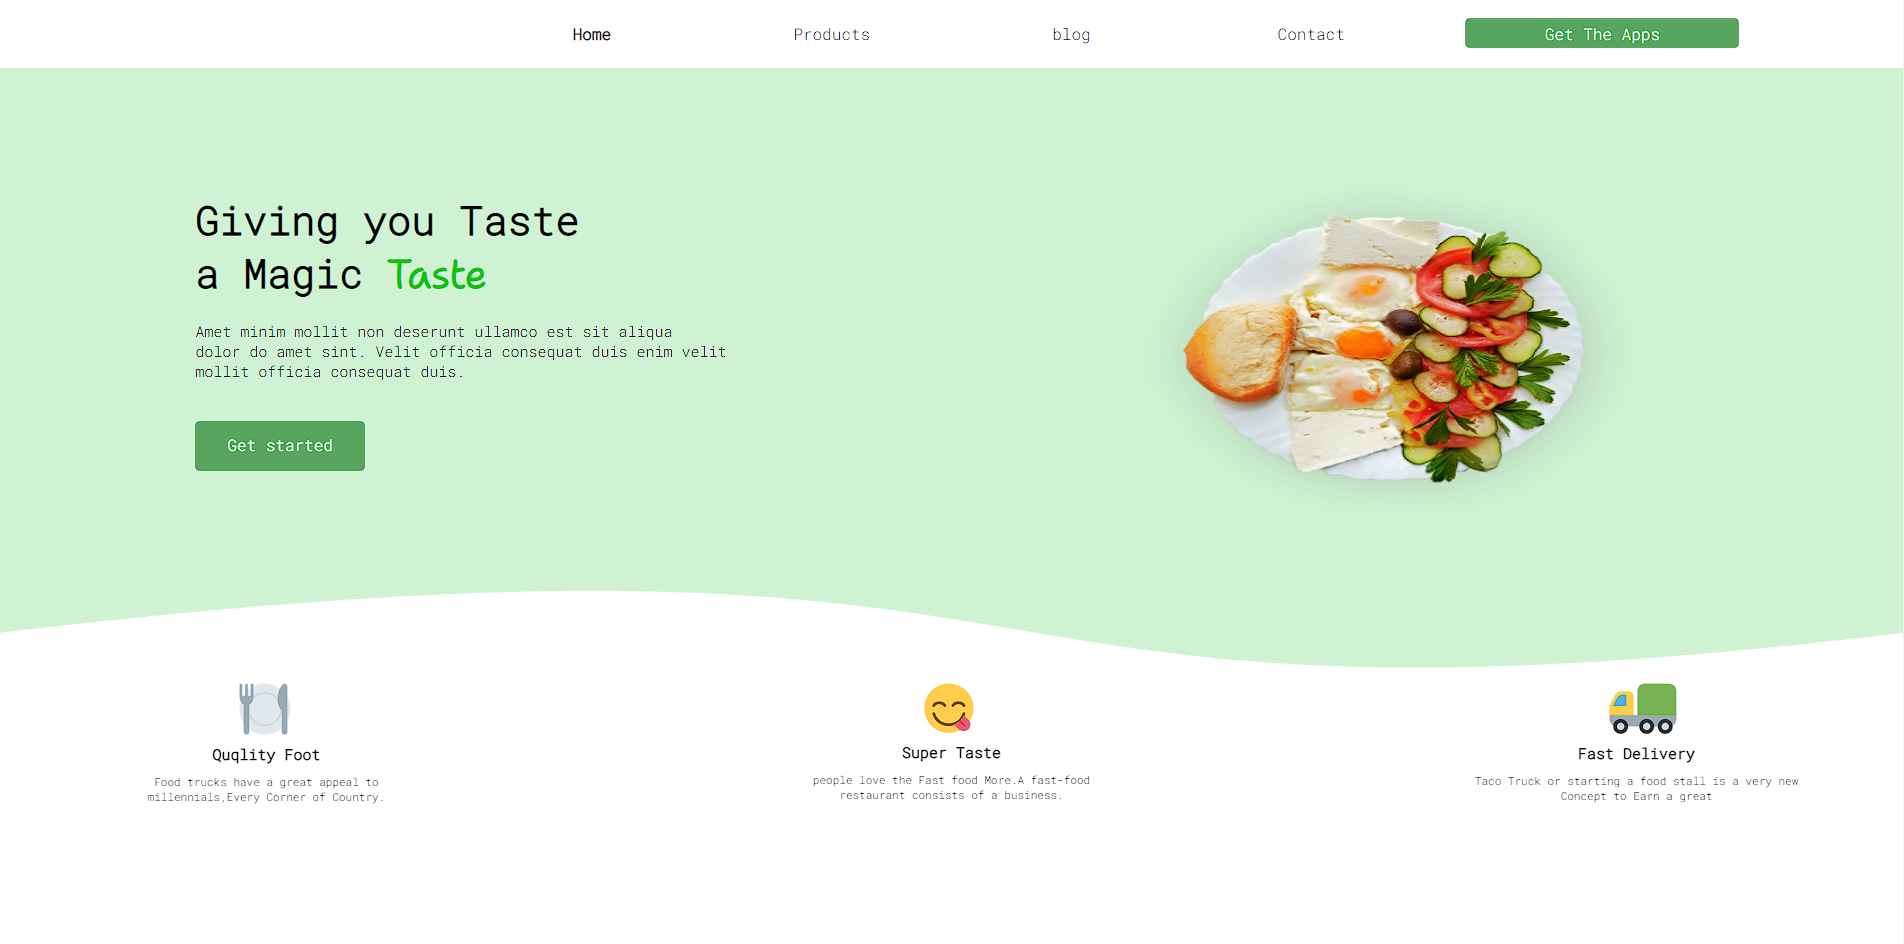 Home Products blog Contact Get The Apps
Giving you Taste
a Magic Taste
Amet minim mollit non deserunt ullamco est sit aliqua
dolor do amet sint. Velit officia consequat duis enim velit
mollit officia consequat duis.
Get started
Quqlity Foot
Food trucks have a great appeal to
millennials,Every Corner of Country.
Super Taste
people love the Fast food More.A fast-food
restaurant consists of a business.
Fast Delivery
Taco Truck or starting a food stall is a very new
Concept to Earn a great